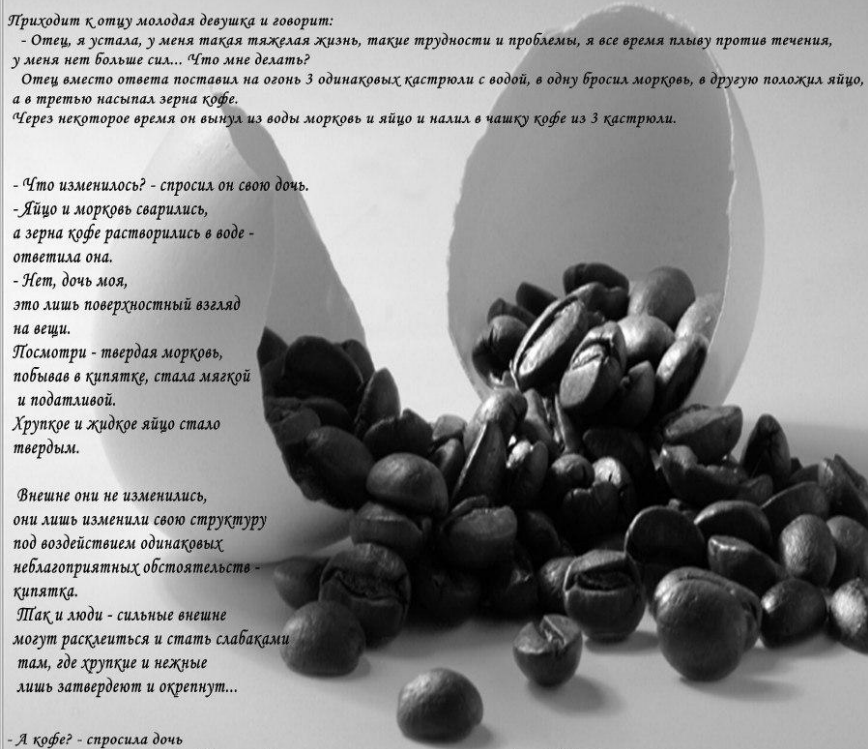 Приходит к отцу молодая девушка и говорит:
- Отец, я устала, у меня такая тяжелая жизнь, такие трудности и проблемы, я все время плыву против течения,
у меня нет больше сил... Что мне делать?
Отец вместо ответа поставил на огонь 3 одинаковых кастрюли с водой, в одну бросил морковь, в другую положил яйцо,
а в третью насыпал зерна кофе.
Через некоторое время он вынул из воды морковь и яйцо и налил в чашку кофе из 3 кастрюли.
- Что изменилось? - спросил он свою дочь.
- Яйцо и морковь сварились,
а зерна кофе растворились в воде -
ответила она.
- Нет, дочь моя,
это лишь поверхностный взгляд
на вещи.
Посмотри - твердая морковь,
побывав в кипятке, стала мягкой
и податливой.
Хрупкое и жидкое яйцо стало
твердым.
Внешне они не изменились,
они лишь изменили свою структуру
под воздействием одинаковых
неблагоприятных обстоятельств -
кипятка.
Так и люди - сильные внешне
могут расклеиться и стать слабаками
там, где хрупкие и нежные
лишь затвердеют и окрепнут...
- А кофе? - спросила дочь